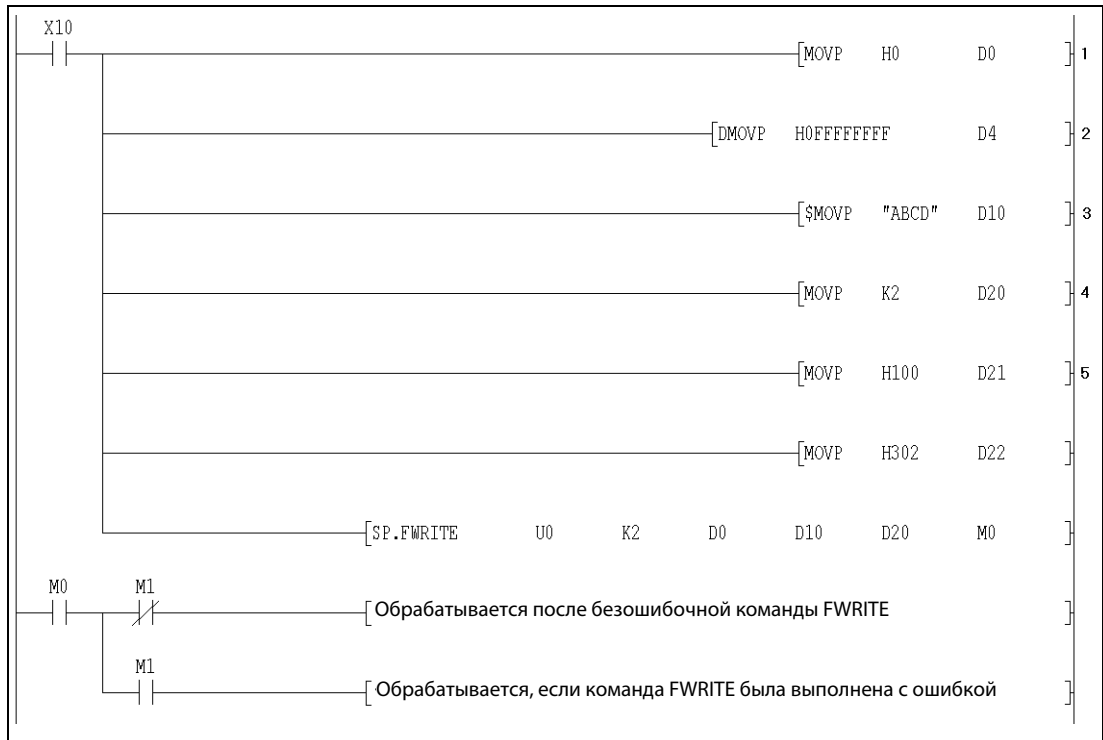 X10
[MOVP H0 D0 ] 1
[DMOVP H0FFFFFFFF D4 ] 2
[$MOVP "ABCD" D10 ] 3
[MOVP K2 D20 ] 4
[MOVP H100 D21 ] 5
[MOVP H302 D22 ]
[SP.FWRITE U0 K2 D0 D10 D20 M0 ]
M0 M1
[Обрабатывается после безошибочной команды FWRITE ]
M1
[Обрабатывается, если команда FWRITE была выполнена с ошибкой ]